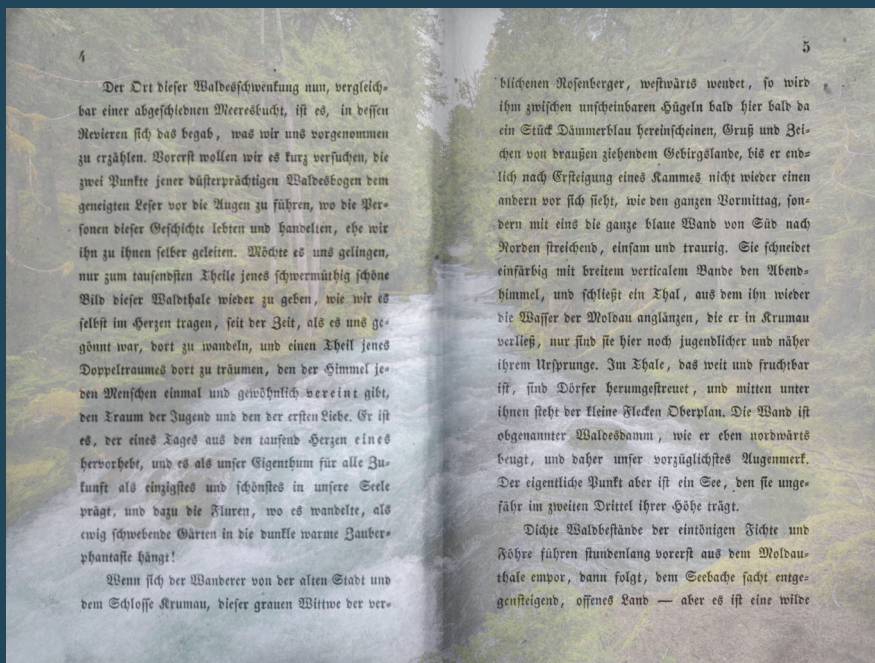 4
Der Ort dieser Waldesschwenkung nun, vergleich-
bar einer abgeschiednen Meeresbucht, ist es, in dessen
Revieren sich das begab, was wir uns vorgenommen
zu erzählen. Vorerst wollen wir es kurz versuchen, die
zwei Punkte jener düsterprächtigen Waldesbogen dem
geneigten Leser vor die Augen zu führen, wo die Per-
sonen dieser Geschichte lebten und handelten, ehe wir
ihn zu ihnen selber geleiten. Möchte es uns gelingen,
nur zum tausendsten Theile jenes schwermüthig schöne
Bild dieser Waldthale wieder zu geben, wie wir es
selbst im Herzen tragen, seit der Zeit, als es uns ge-
gönnt war, dort zu wandeln, und einen Theil jenes
Doppeltraumes dort zu träumen, den der Himmel je-
den Menschen einmal und gewöhnlich vereint gibt,
den Traum der Jugend und den der ersten Liebe. Er ist
es, der eines Tages aus den tausend Herzen eines
hervorhebt, und es als unser Eigenthum für alle Zu-
kunft als einzigstes und schönstes in unsere Seele
prägt, und dazu die Fluren, wo es wandelte, als
ewig schwebende Gärten in die dunkle warme Zauber-
phantasie hängt!
Wenn sich der Wanderer von der alten Stadt und
dem Schlosse Krumau, dieser grauen Wittwe der ver-
5
blichenen Rosenberger, westwärts wendet, so wird
ihm zwischen unscheinbaren Hügeln bald hier bald da
ein Stück Dämmerblau hereinscheinen, Gruß und Zei-
chen von draußen ziehendem Gebirgslande, bis er end-
lich nach Ersteigung eines Kammes nicht wieder einen
andern vor sich sieht, wie den ganzen Vormittag, son-
dern mit eins die ganze blaue Wand von Süd nach
Norden streichend, einsam und traurig. Sie schneidet
einfärbig mit breitem verticalem Bande den Abend-
himmel, und schließt ein Thal, aus dem ihn wieder
die Wasser der Moldau anglänzen, die er in Krumau
verließ, nur sind sie hier noch jugendlicher und näher
ihrem Ursprunge. Im Thale, das weit und fruchtbar
ist, sind Dörfer herumgestreuet, und mitten unter
ihnen steht der kleine Flecken Oberplan. Die Wand ist
obgenannter Waldesdamm, wie er eben nordwärts
beugt, und daher unser vorzüglichstes Augenmerk.
Der eigentliche Punkt aber ist ein See, den sie unge-
fähr im zweiten Drittel ihrer Höhe trägt.
Dichte Waldbestände der eintönigen Fichte und
Föhre führen stundenlang vorerst aus dem Moldau-
thale empor, dann folgt, dem Seebache sacht entge-
gensteigend, offenes Land — aber es ist eine wilde